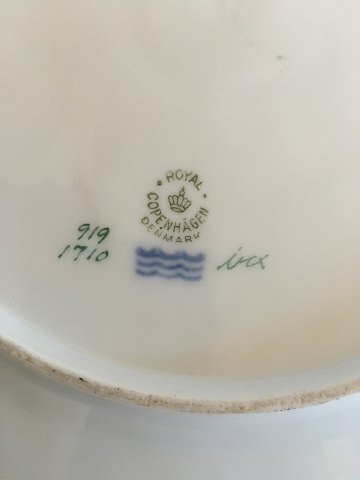 ROYAL
COPENHAGEN
DENMARK
919
1710